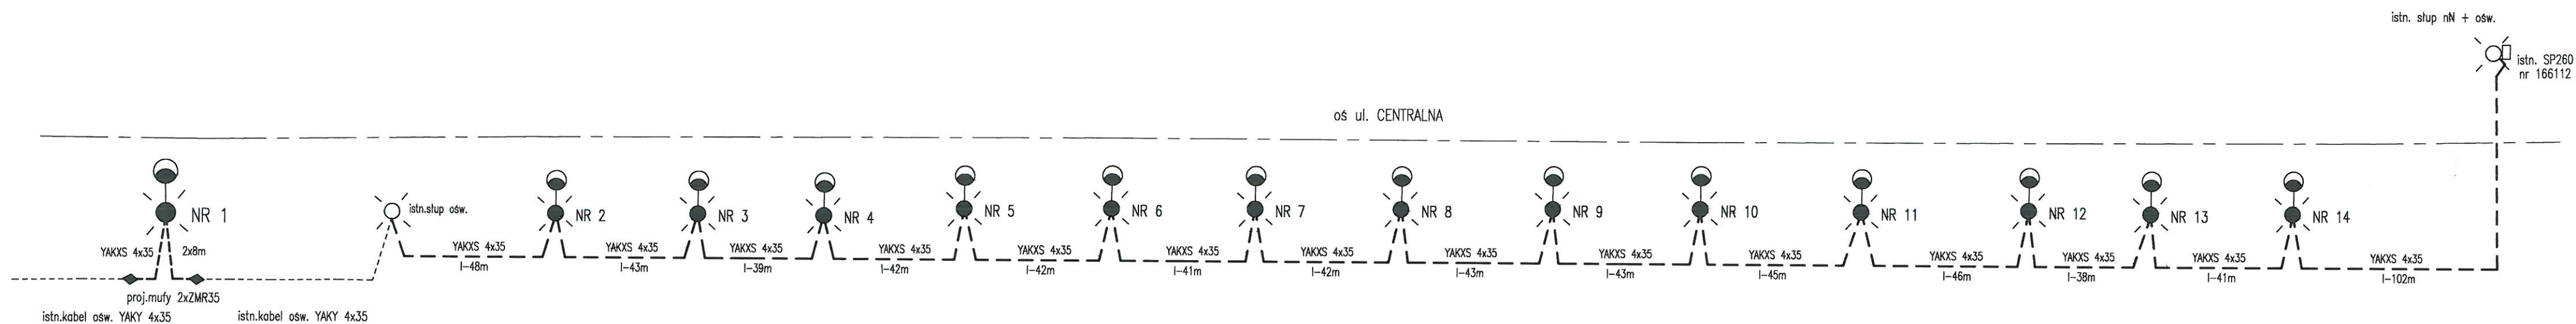 istn. słup nN + ośw.
istn. SP260
nr 166112
oś ul. CENTRALNA
NR 1
istn.słup ośw.
NR 2
NR 3
NR 4
NR 5
NR 6
NR 7
NR 8
NR 9
NR 10
NR 11
NR 12
NR 13
NR 14
YAKXS 4x35 2x8m
YAKXS 4x35
l-48m
YAKXS 4x35
l-43m
YAKXS 4x35
l-39m
YAKXS 4x35
l-42m
YAKXS 4x35
l-42m
YAKXS 4x35
l-41m
YAKXS 4x35
l-42m
YAKXS 4x35
l-43m
YAKXS 4x35
l-43m
YAKXS 4x35
l-45m
YAKXS 4x35
l-46m
YAKXS 4x35
l-38m
YAKXS 4x35
l-41m
YAKXS 4x35
l-102m
proj.mufy 2xZMR35
istn.kabel ośw. YAKY 4x35
istn.kabel ośw. YAKY 4x35